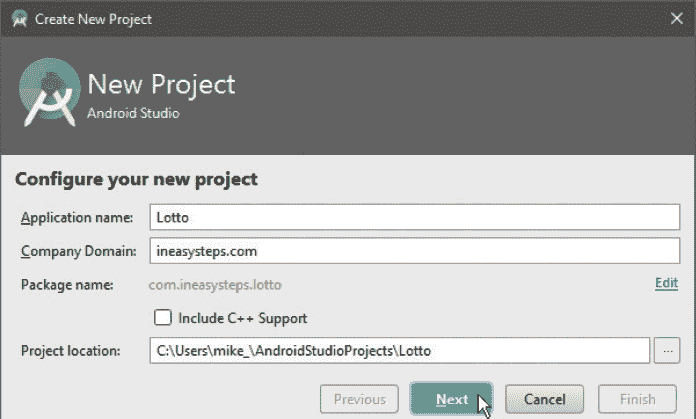 Create New Project
New Project
Android Studio
Configure your new project
Application name: Lotto
Company Domain: ineasysteps.com
Package name: com.ineasysteps.lotto Edit
Include C++ Support
Project location: C:\Users\mike_\AndroidStudioProjects\Lotto ...
Previous Next Cancel Finish